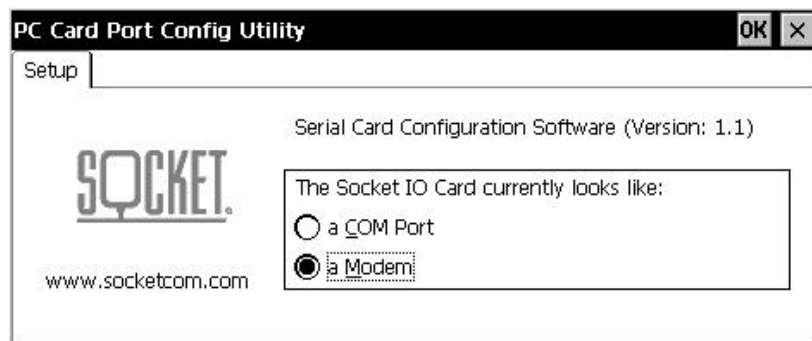 PC Card Port Config Utility OK ×
Setup
Serial Card Configuration Software (Version: 1.1)
SOCKET®
The Socket IO Card currently looks like:
a COM Port
a Modem
www.socketcom.com